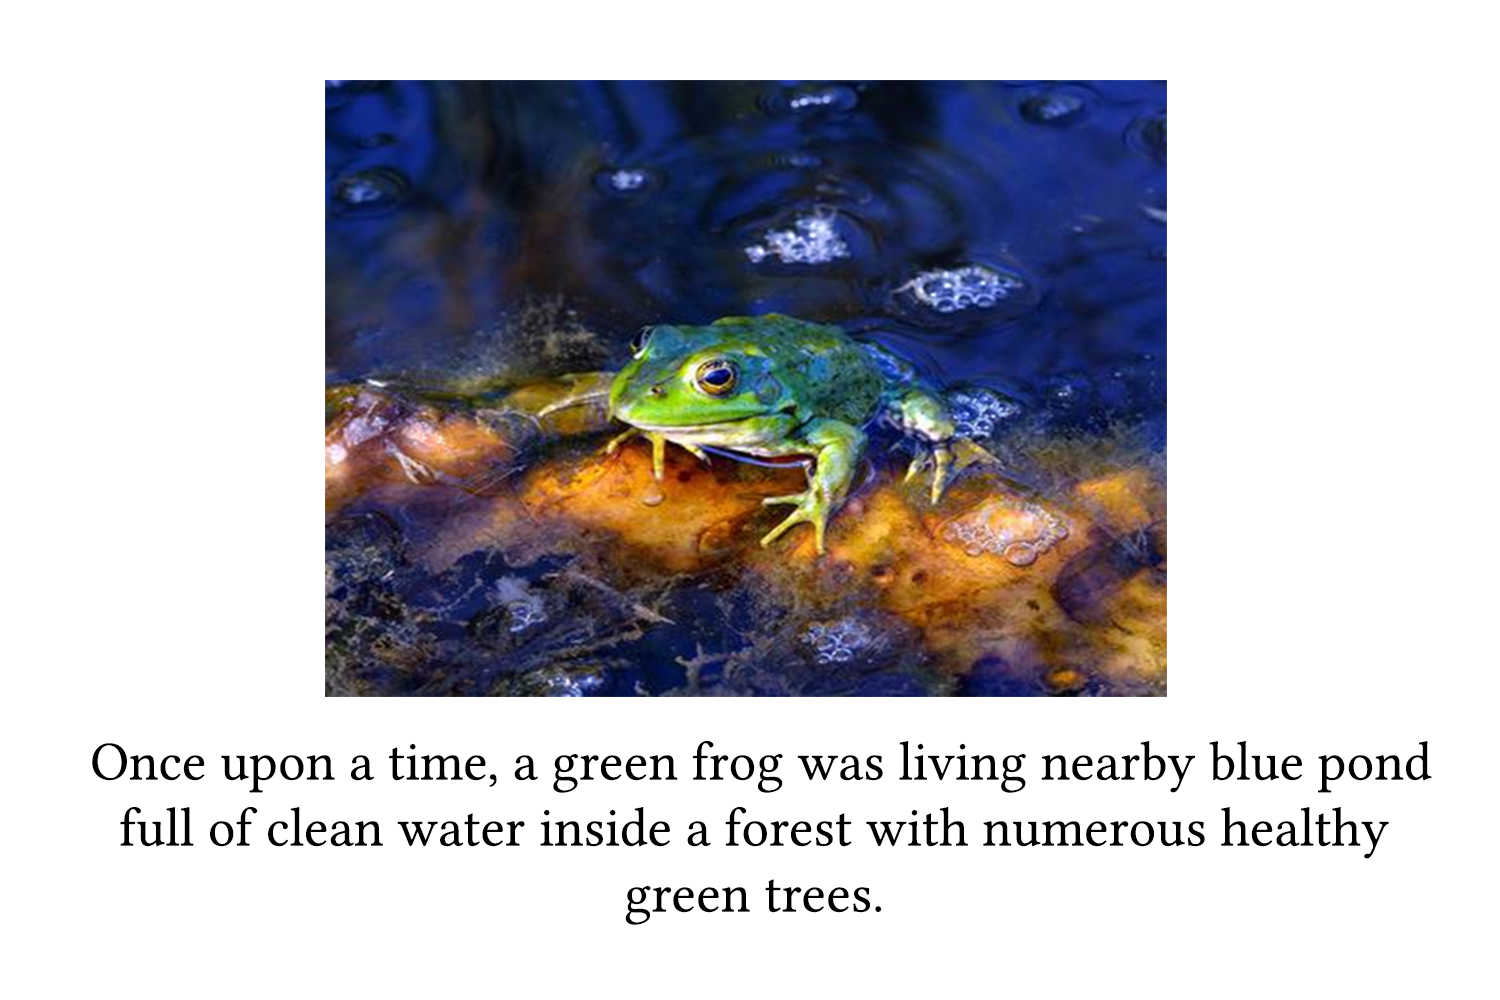 Once upon a time, a green frog was living nearby blue pond
full of clean water inside a forest with numerous healthy
green trees.